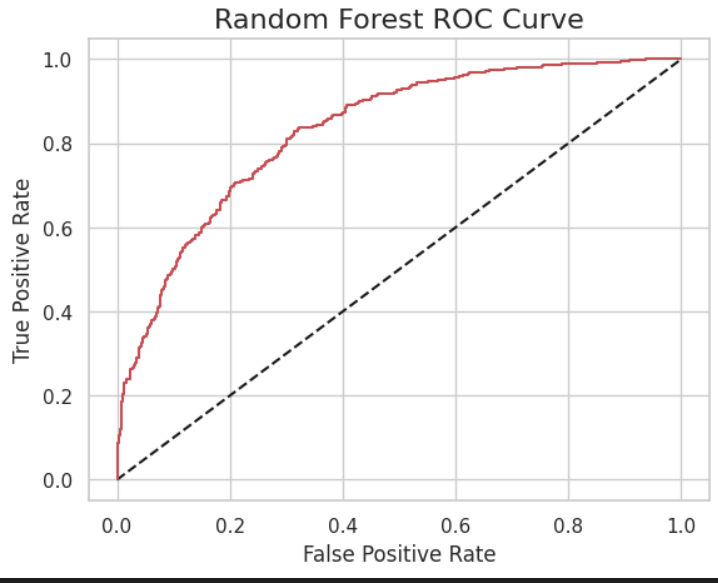 Random Forest ROC Curve
1.0
0.8
0.6
0.4
0.2
0.0
True Positive Rate
0.0 0.2 0.4 0.6 0.8 1.0
False Positive Rate